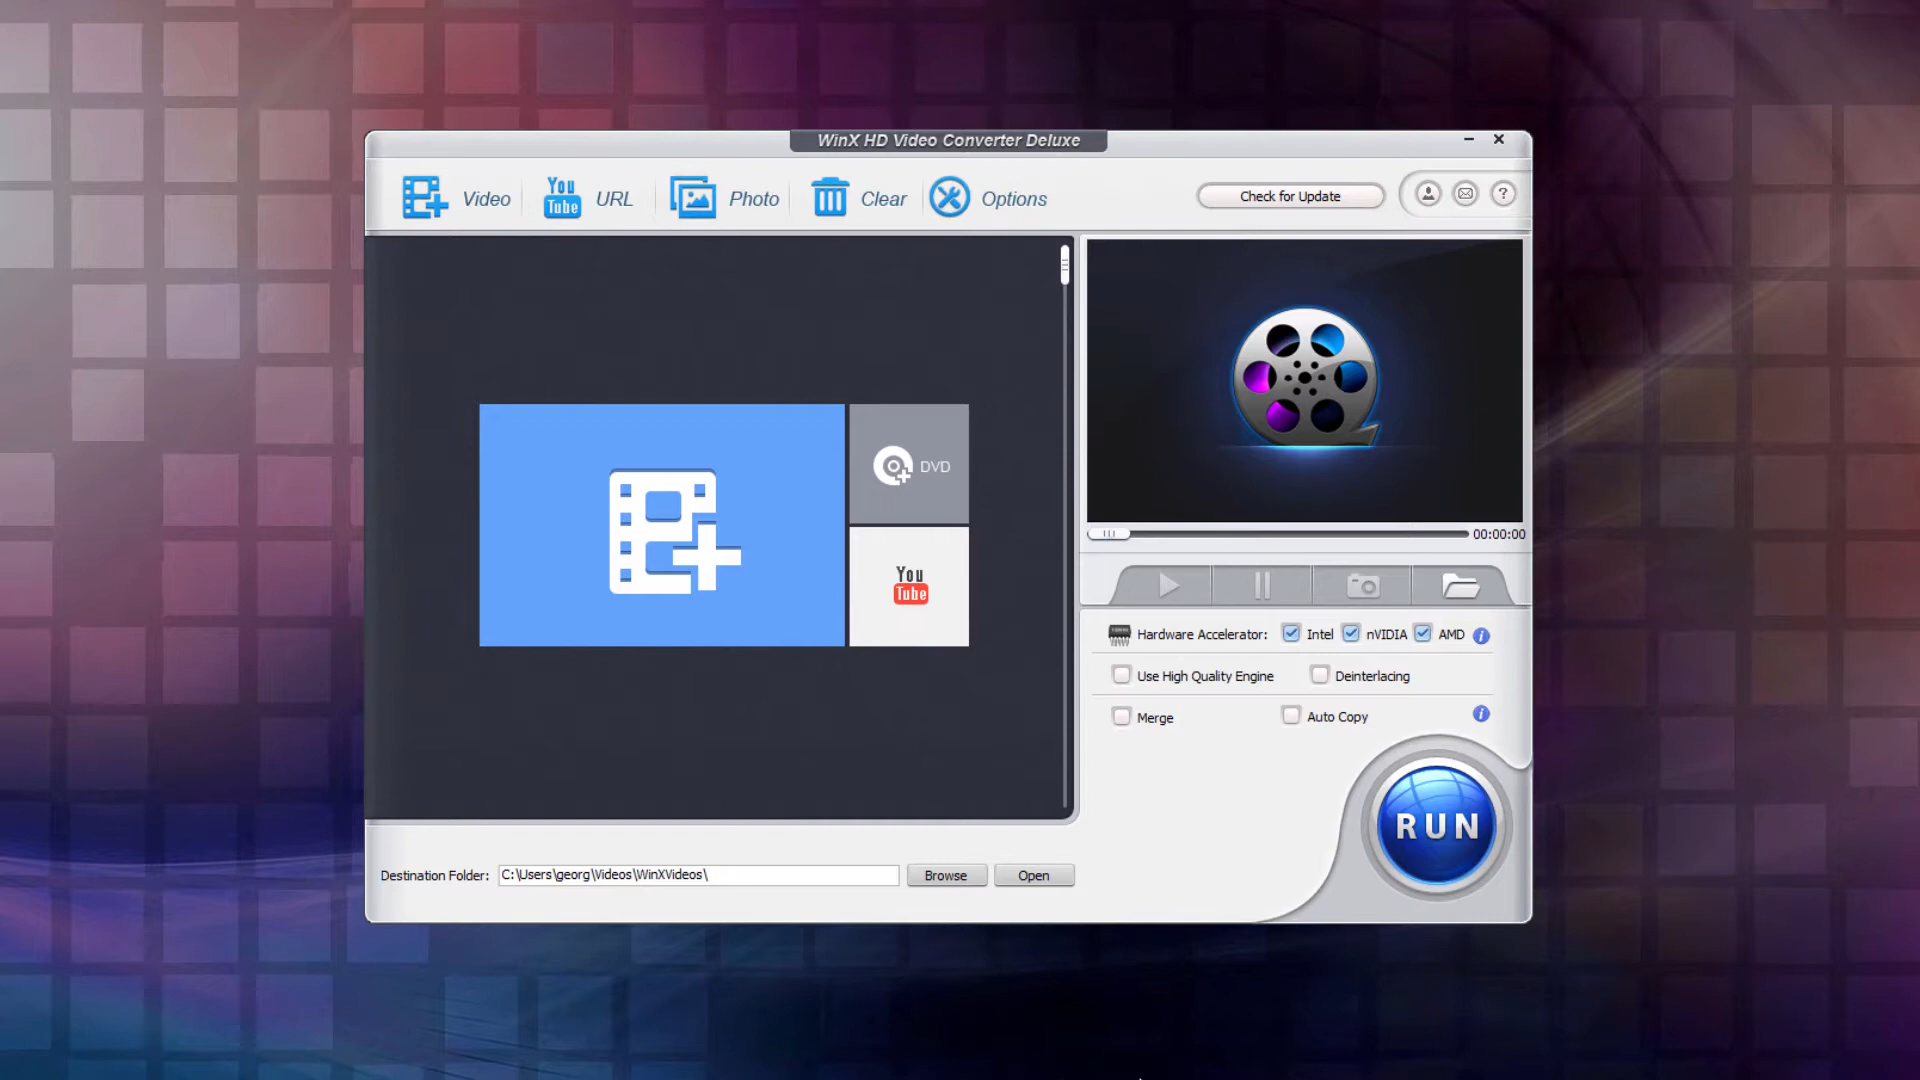 WinX HD Video Converter Deluxe
Video
You Tube URL
Photo
Clear
Options
Check for Update
?
DVD
You
Tube
00:00:00
Hardware Accelerator: Intel nVIDIA AMD i
Use High Quality Engine Deinterlacing
Merge Auto Copy i
RUN
Destination Folder: C:\Users\georg\Videos\WinXVideos\ Browse Open